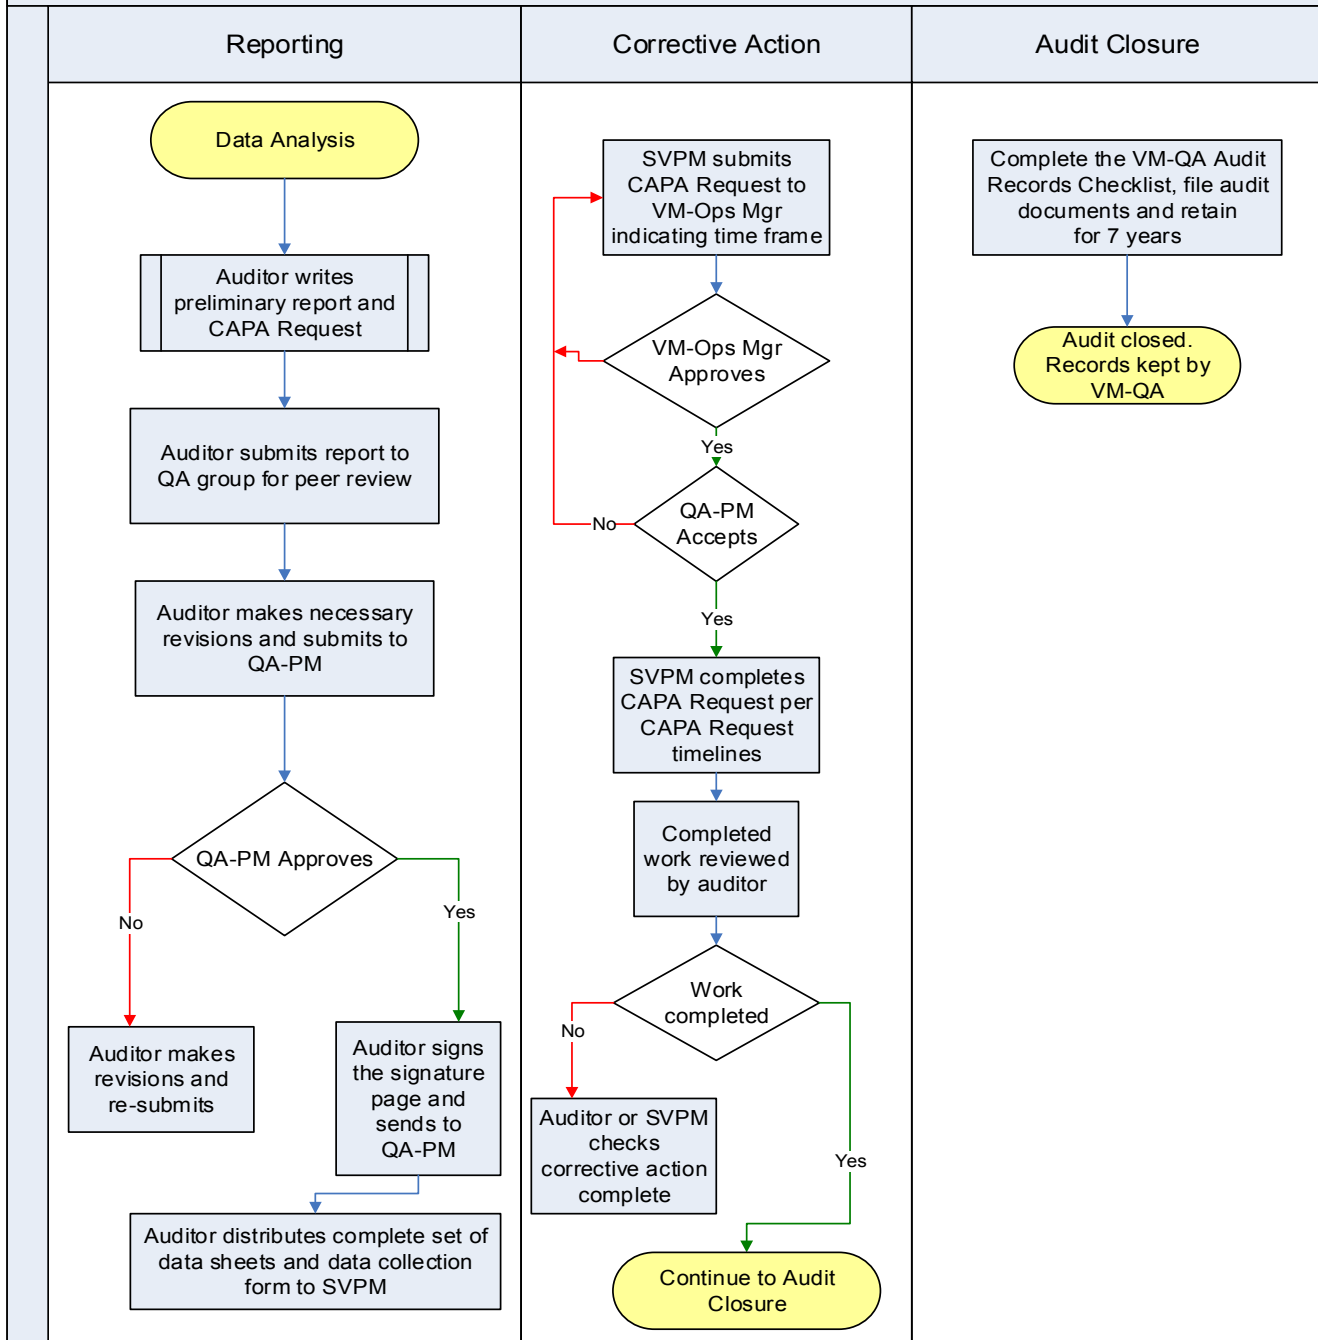 Reporting
Corrective Action
Audit Closure
Data Analysis
Auditor writes
preliminary report and
CAPA Request
Auditor submits report to
QA group for peer review
Auditor makes necessary
revisions and submits to
QA-PM
QA-PM Approves
No
Yes
Auditor makes
revisions and
re-submits
Auditor signs
the signature
page and
sends to
QA-PM
Auditor distributes complete set of
data sheets and data collection
form to SVPM
SVPM submits
CAPA Request to
VM-Ops Mgr
indicating time frame
VM-Ops Mgr
Approves
Yes
QA-PM
Accepts
No
Yes
SVPM completes
CAPA Request per
CAPA Request
timelines
Completed
work reviewed
by auditor
Work
completed
No
Yes
Auditor or SVPM
checks
corrective action
complete
Continue to Audit
Closure
Complete the VM-QA Audit
Records Checklist, file audit
documents and retain
for 7 years
Audit closed.
Records kept by
VM-QA